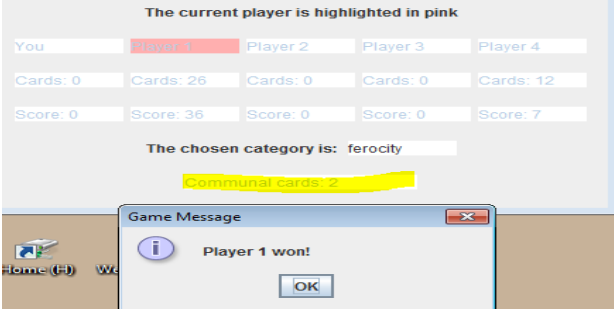 The current player is highlighted in pink
You Player 1 Player 2 Player 3 Player 4
Cards: 0 Cards: 26 Cards: 0 Cards: 0 Cards: 12
Score: 0 Score: 36 Score: 0 Score: 0 Score: 7
The chosen category is: ferocity
Communal cards: 2
Game Message
Player 1 won!
Home (H) We
OK